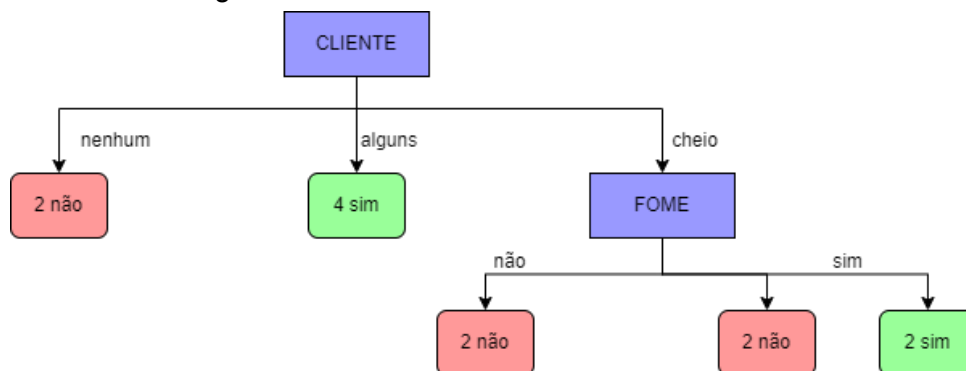 CLIENTE
nenhum
alguns
cheio
2 não
4 sim
FOME
não
sim
2 não
2 não
2 sim